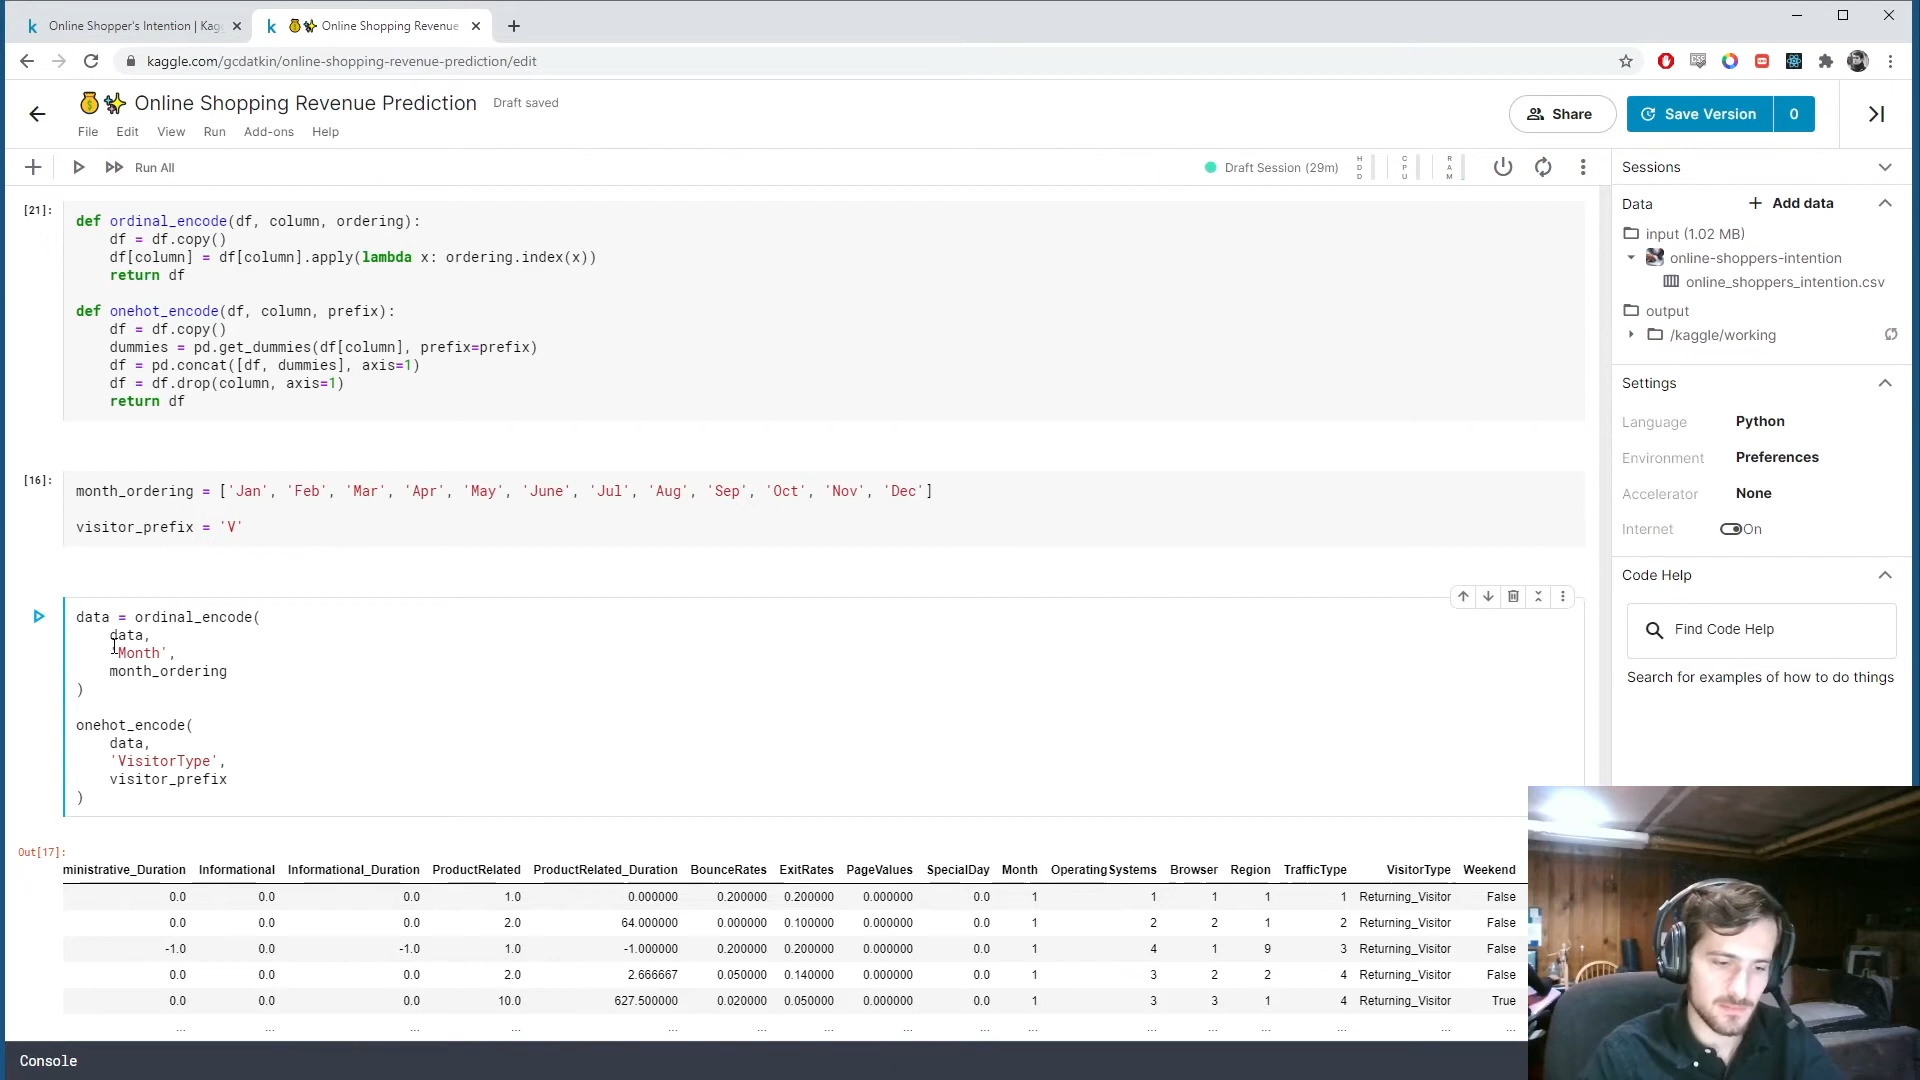 Online Shopper's Intention | Kag
Online Shopping Revenue
kaggle.com/gcdatkin/online-shopping-revenue-prediction/edit
Online Shopping Revenue Prediction
Draft saved
File Edit View Run Add-ons Help
Share
Save Version 0
Run All
Draft Session (29m)
HDD
CPU
RAM
[21]:
def ordinal_encode(df, column, ordering):
df = df.copy()
df[column] = df[column].apply(lambda x: ordering.index(x))
return df
def onehot_encode(df, column, prefix):
df = df.copy()
dummies = pd.get_dummies(df[column], prefix=prefix)
df = pd.concat([df, dummies], axis=1)
df = df.drop(column, axis=1)
return df
[16]:
month_ordering = ['Jan', 'Feb', 'Mar', 'Apr', 'May', 'June', 'Jul', 'Aug', 'Sep', 'Oct', 'Nov', 'Dec']
visitor_prefix = 'V'
data = ordinal_encode(
data,
'Month',
month_ordering
)
onehot_encode(
data,
'VisitorType',
visitor_prefix
)
Out[17]:
ministrative_Duration Informational Informational_Duration ProductRelated ProductRelated_Duration BounceRates ExitRates PageValues SpecialDay Month OperatingSystems Browser Region TrafficType VisitorType Weekend
0.0 0.0 0.0 1.0 0.000000 0.200000 0.200000 0.000000 0.0 1 1 1 1 1 Returning_Visitor False
0.0 0.0 0.0 2.0 64.000000 0.000000 0.100000 0.000000 0.0 1 2 2 1 2 Returning_Visitor False
-1.0 0.0 -1.0 1.0 -1.000000 0.200000 0.200000 0.000000 0.0 1 4 1 9 3 Returning_Visitor False
0.0 0.0 0.0 2.0 2.666667 0.050000 0.140000 0.000000 0.0 1 3 2 2 4 Returning_Visitor False
0.0 0.0 0.0 10.0 627.500000 0.020000 0.050000 0.000000 0.0 1 3 3 1 4 Returning_Visitor True
... ... ... ... ... ... ... ... ... ... ... ... ... ... ... ...
Console
Sessions
Data
+ Add data
input (1.02 MB)
online-shoppers-intention
online_shoppers_intention.csv
output
/kaggle/working
Settings
Language Python
Environment Preferences
Accelerator None
Internet On
Code Help
Find Code Help
Search for examples of how to do things